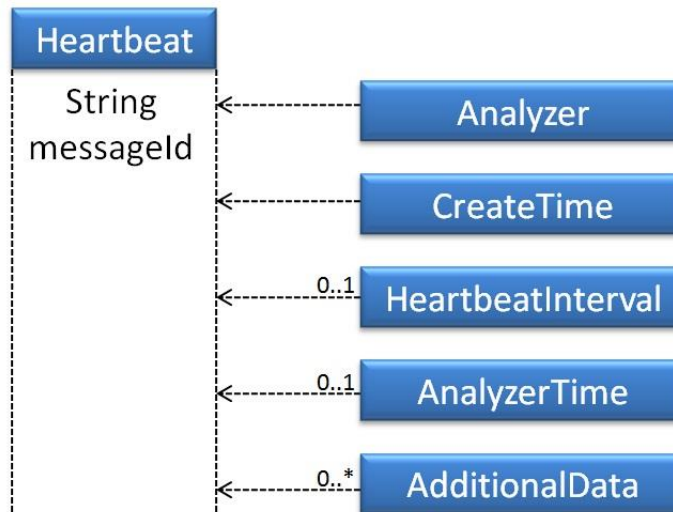 Heartbeat
String
messageId
Analyzer
CreateTime
0..1
HeartbeatInterval
0..1
AnalyzerTime
0..*
AdditionalData